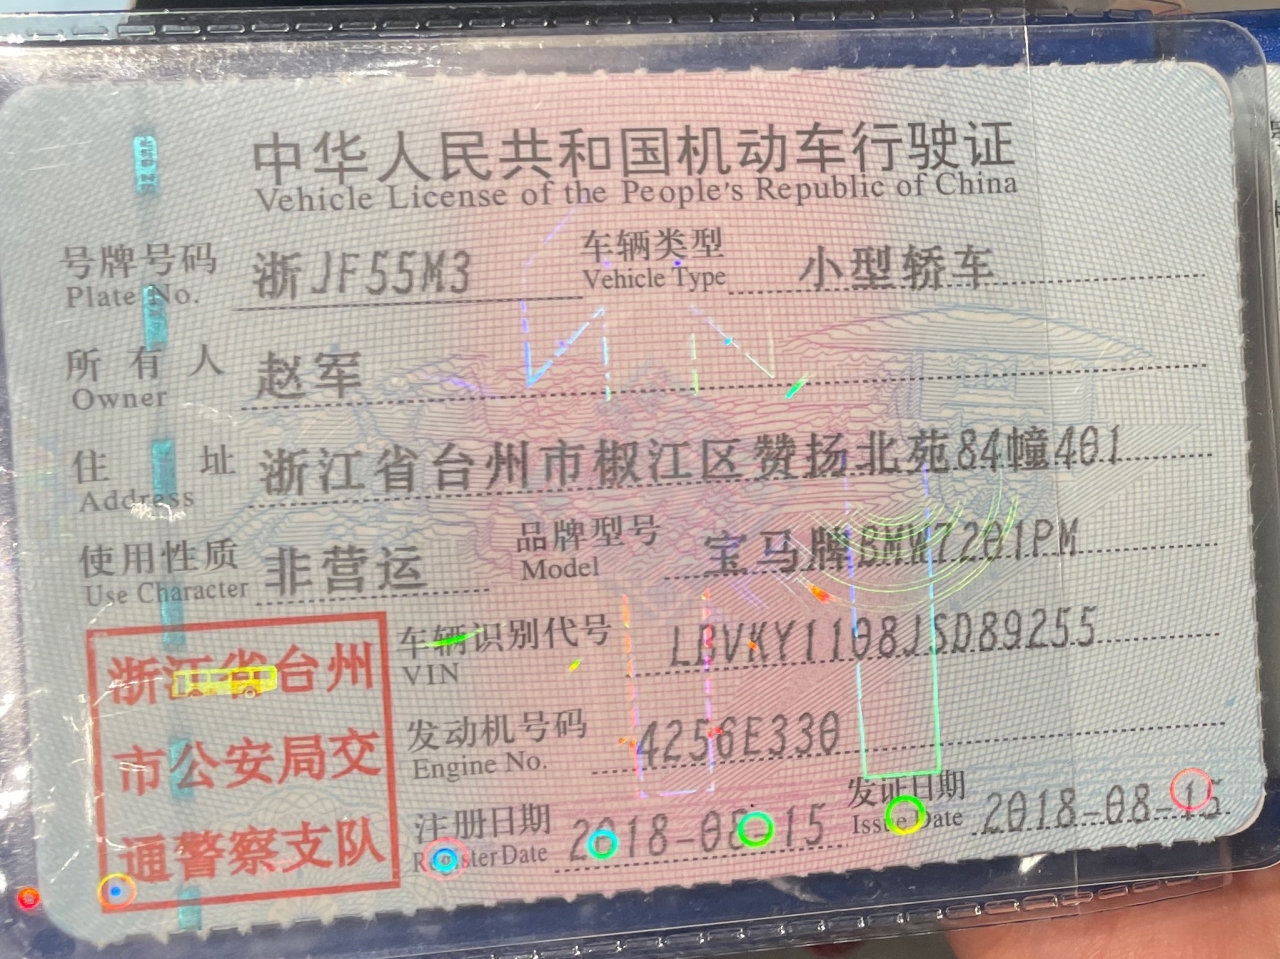 中华人民共和国机动车行驶证
Vehicle License of the People's Republic of China
号牌号码 浙JF55M3 车辆类型 小型轿车
Plate No. Vehicle Type
所有人 赵军
Owner
住址 浙江省台州市椒江区赞扬北苑84幢401
Address
使用性质 非营运 品牌型号 宝马牌BMW7201PM
Use Character Model
车辆识别代号 LBVKY1108JSD89255
VIN
发动机号码 4256E330
Engine No.
注册日期 2018-08-15 发证日期 2018-08-15
Register Date Issue Date
浙江省台州
市公安局交
通警察支队